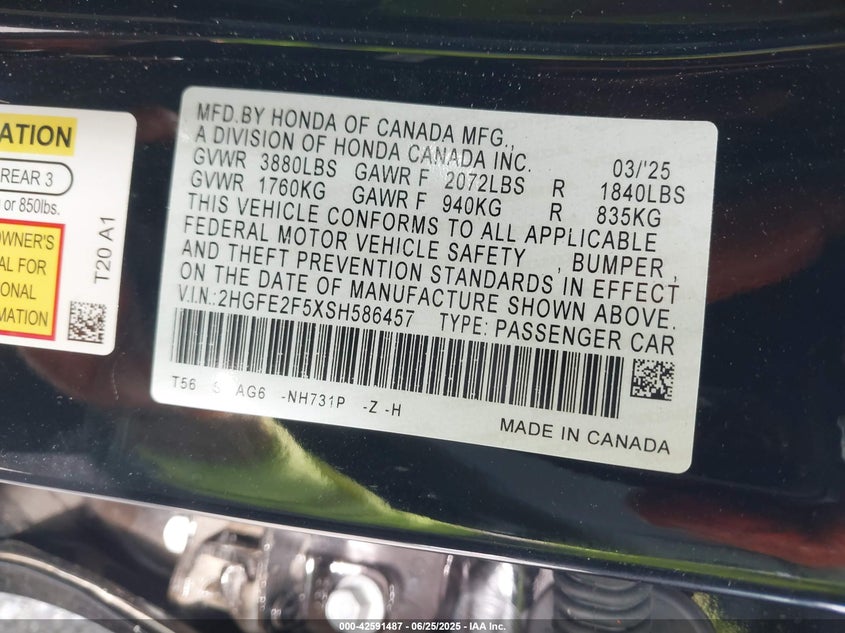 ATION
REAR 3
or 850lbs.
OWNER'S
AL FOR
ONAL
MATION
T20 A1
MFD.BY HONDA OF CANADA MFG.,
A DIVISION OF HONDA CANADA INC. 03/'25
GVWR 3880LBS GAWR F 2072LBS R 1840LBS
GVWR 1760KG GAWR F 940KG R 835KG
THIS VEHICLE CONFORMS TO ALL APPLICABLE
FEDERAL MOTOR VEHICLE SAFETY , BUMPER ,
AND THEFT PREVENTION STANDARDS IN EFFECT
ON THE DATE OF MANUFACTURE SHOWN ABOVE.
V.I.N.:2HGFE2F5XSH586457 TYPE: PASSENGER CAR
T56 AG6 -NH731P -Z -H
MADE IN CANADA
000-42591487 - 06/25/2025 - IAA Inc.